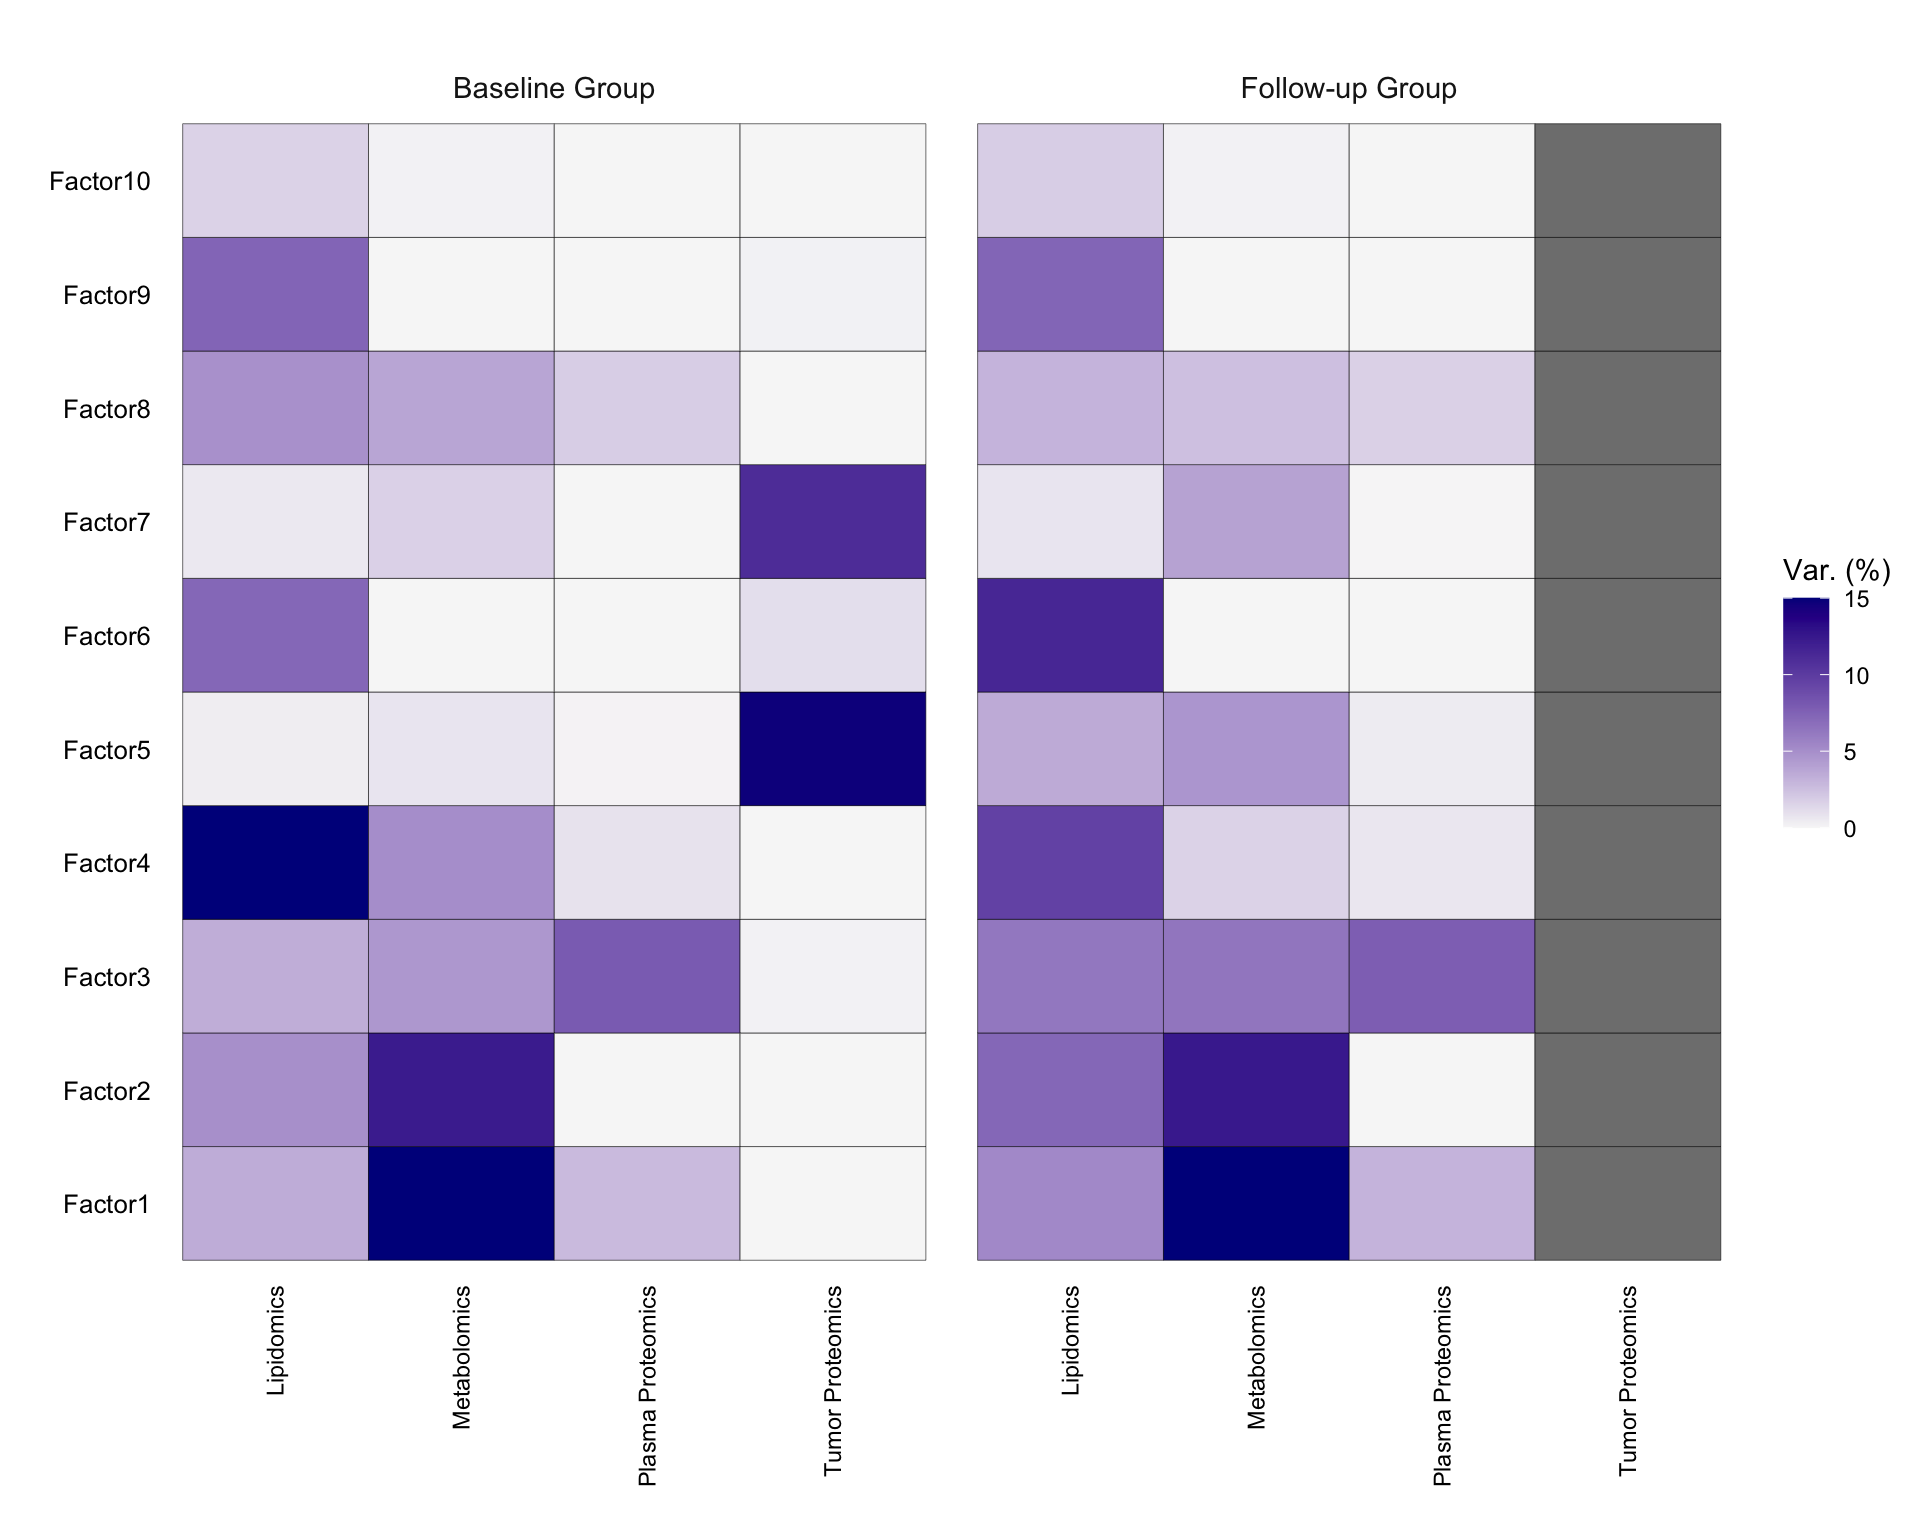 Baseline Group
Follow-up Group
Factor10
Factor9
Factor8
Factor7
Factor6
Factor5
Factor4
Factor3
Factor2
Factor1
Lipidomics
Metabolomics
Plasma Proteomics
Tumor Proteomics
Lipidomics
Metabolomics
Plasma Proteomics
Tumor Proteomics
Var. (%)
15
10
5
0